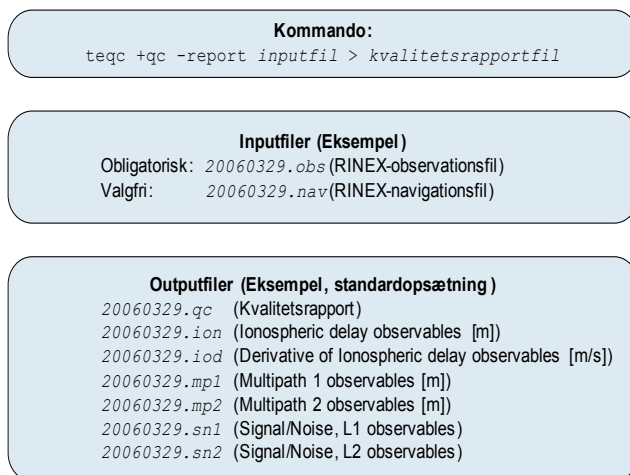 Kommando:
teqc +qc -report inputfil > kvalitetsrapportfil
Inputfiler (Eksempel)
Obligatorisk: 20060329.obs (RINEX-observationsfil)
Valgfri: 20060329.nav (RINEX-navigationsfil)
Outputfiler (Eksempel, standardopsætning)
20060329.qc (Kvalitetsrapport)
20060329.ion (Ionospheric delay observables [m])
20060329.iod (Derivative of Ionospheric delay observables [m/s])
20060329.mp1 (Multipath 1 observables [m])
20060329.mp2 (Multipath 2 observables [m])
20060329.sn1 (Signal/Noise, L1 observables)
20060329.sn2 (Signal/Noise, L2 observables)